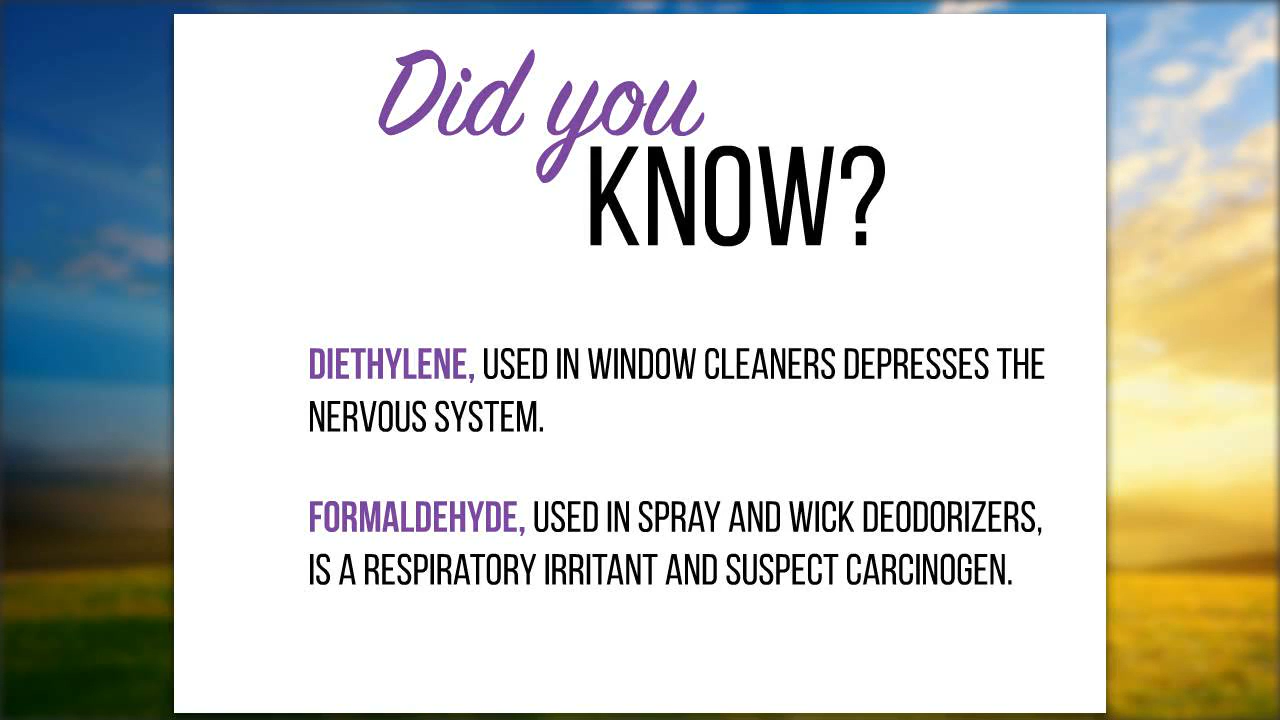 Did you
KNOW?
DIETHYLENE, USED IN WINDOW CLEANERS DEPRESSES THE
NERVOUS SYSTEM.
FORMALDEHYDE, USED IN SPRAY AND WICK DEODORIZERS,
IS A RESPIRATORY IRRITANT AND SUSPECT CARCINOGEN.